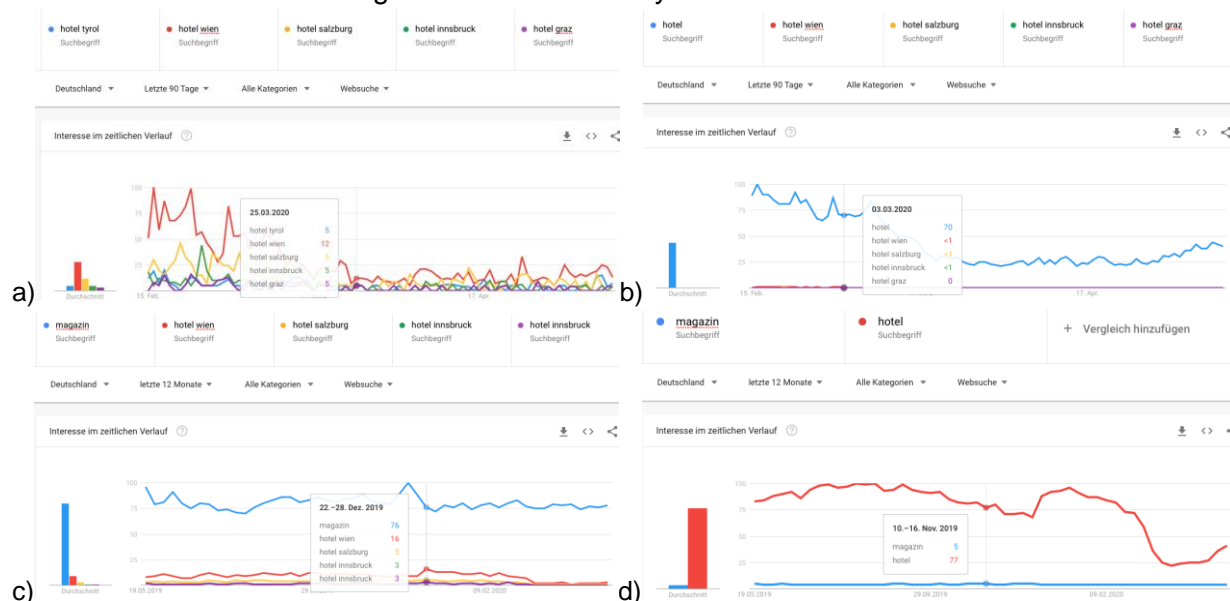 hotel tyrol hotel wien hotel salzburg hotel innsbruck hotel graz
Suchbegriff Suchbegriff Suchbegriff Suchbegriff Suchbegriff
Deutschland Letzte 90 Tage Alle Kategorien Websuche
Interesse im zeitlichen Verlauf
100
75
50
25
25.03.2020
hotel tyrol 5
hotel wien 12
hotel salzburg 5
hotel innsbruck 5
hotel graz 5
Durchschnitt
15. Feb. 17. Apr.
a)
hotel hotel wien hotel salzburg hotel innsbruck hotel graz
Suchbegriff Suchbegriff Suchbegriff Suchbegriff Suchbegriff
Deutschland Letzte 90 Tage Alle Kategorien Websuche
Interesse im zeitlichen Verlauf
100
75
50
25
03.03.2020
hotel 70
hotel wien <1
hotel salzburg <1
hotel innsbruck <1
hotel graz 0
Durchschnitt
15. Feb. 17. Apr.
b)
magazin hotel wien hotel salzburg hotel innsbruck hotel innsbruck
Suchbegriff Suchbegriff Suchbegriff Suchbegriff Suchbegriff
Deutschland letzte 12 Monate Alle Kategorien Websuche
Interesse im zeitlichen Verlauf
100
75
50
25
22.–28. Dez. 2019
magazin 76
hotel wien 16
hotel salzburg 5
hotel innsbruck 3
hotel innsbruck 3
Durchschnitt
19.05.2019 09.02.2020
c)
magazin hotel + Vergleich hinzufügen
Suchbegriff Suchbegriff
Deutschland letzte 12 Monate Alle Kategorien Websuche
Interesse im zeitlichen Verlauf
100
75
50
25
10.–16. Nov. 2019
magazin 5
hotel 77
Durchschnitt
19.05.2019 29.09.2019 09.02.2020
d)